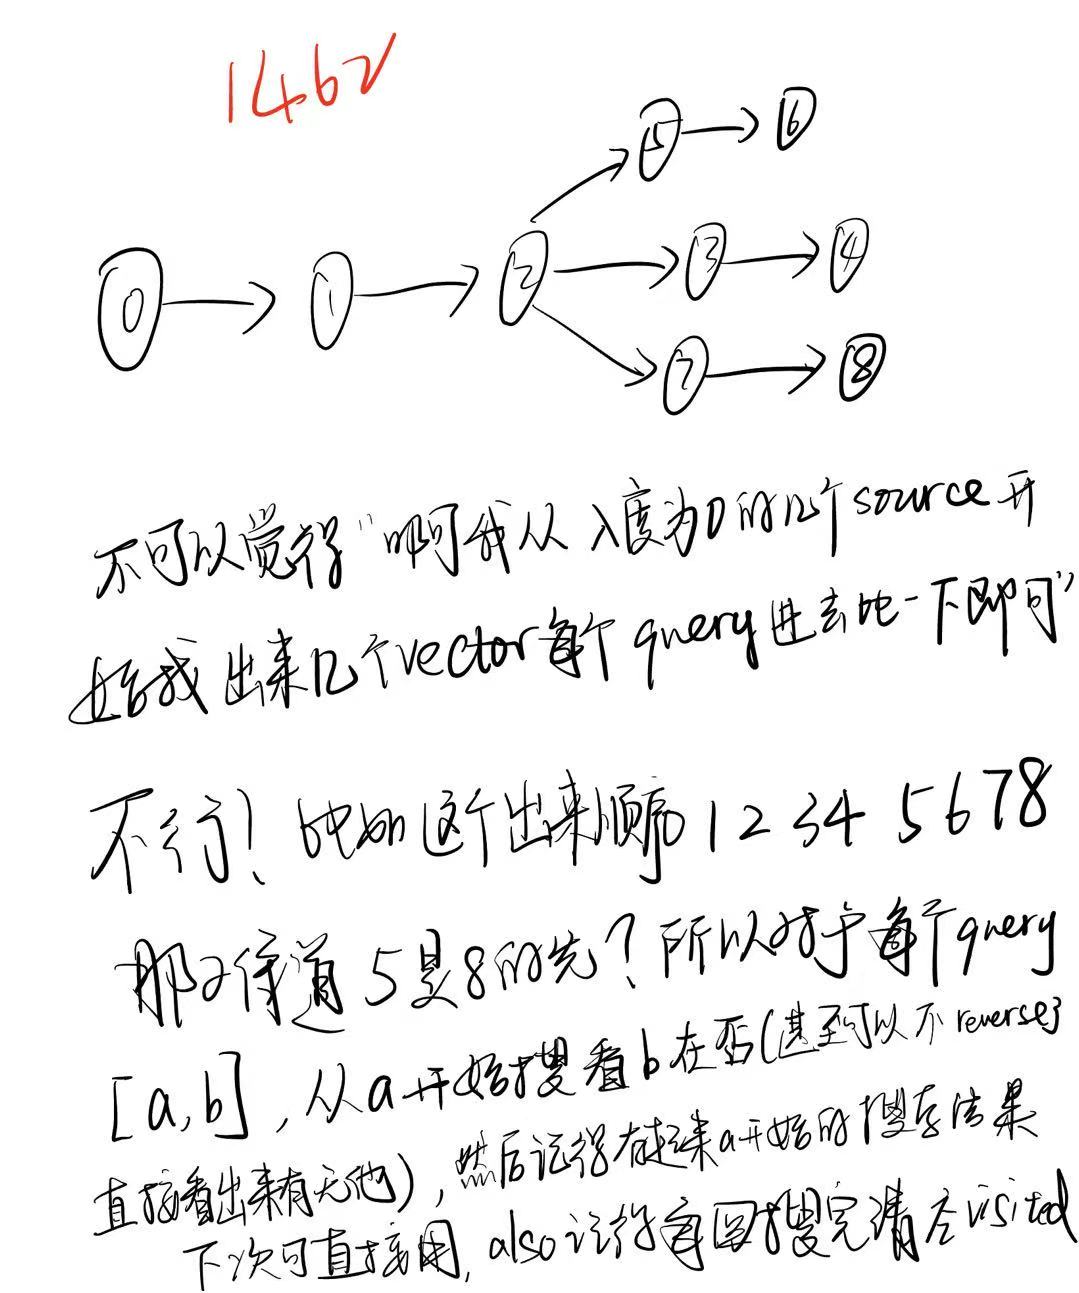 1462
5 6
0 1 2 3 4
7 8
不可以觉得"啊可我从入度为0的几个source开
始找出来几个vector每个query进去比一下即可"
不行！比如这个出来顺序0 1 2 3 4 5 6 7 8
那难道5是8的先？所以对于每个query
[a,b]，从a开始搜看b在否(甚至可以不reverse
直接看出来有无他)，然后记得存起来a开始的搜索结果
下次可直接用，also记得每回搜完清存visited